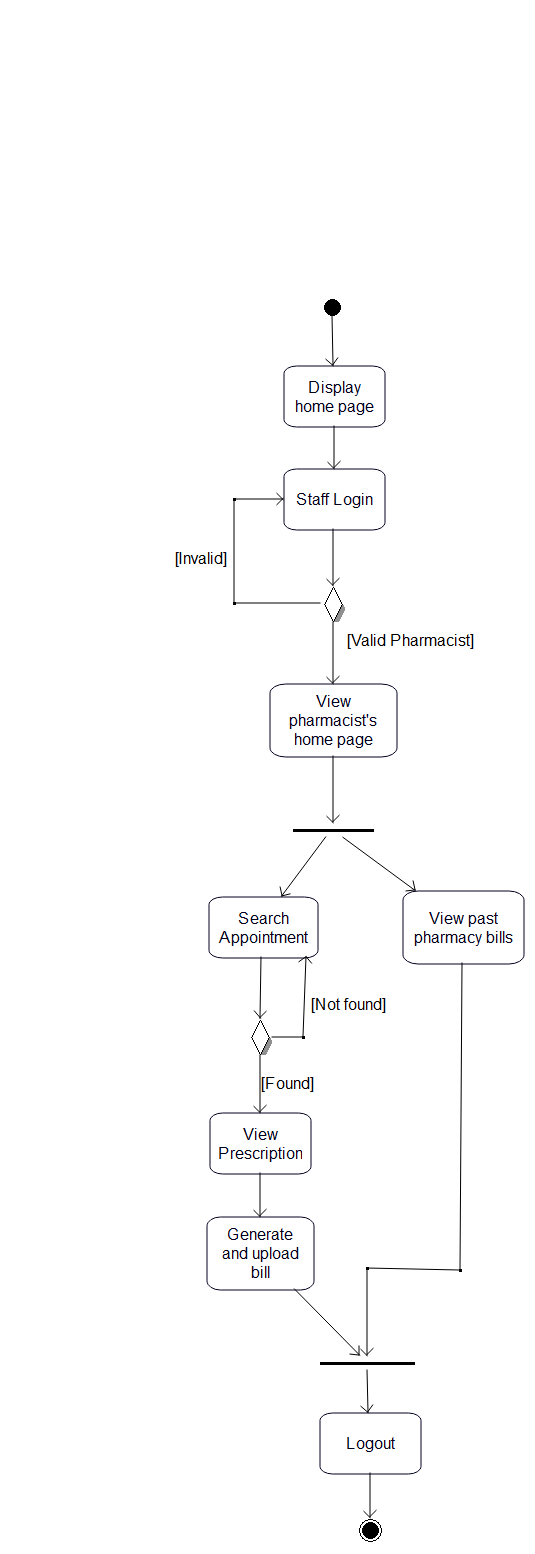 Display
home page
Staff Login
[Invalid]
[Valid Pharmacist]
View
pharmacist's
home page
Search
Appointment
View past
pharmacy bills
[Not found]
[Found]
View
Prescription
Generate
and upload
bill
Logout